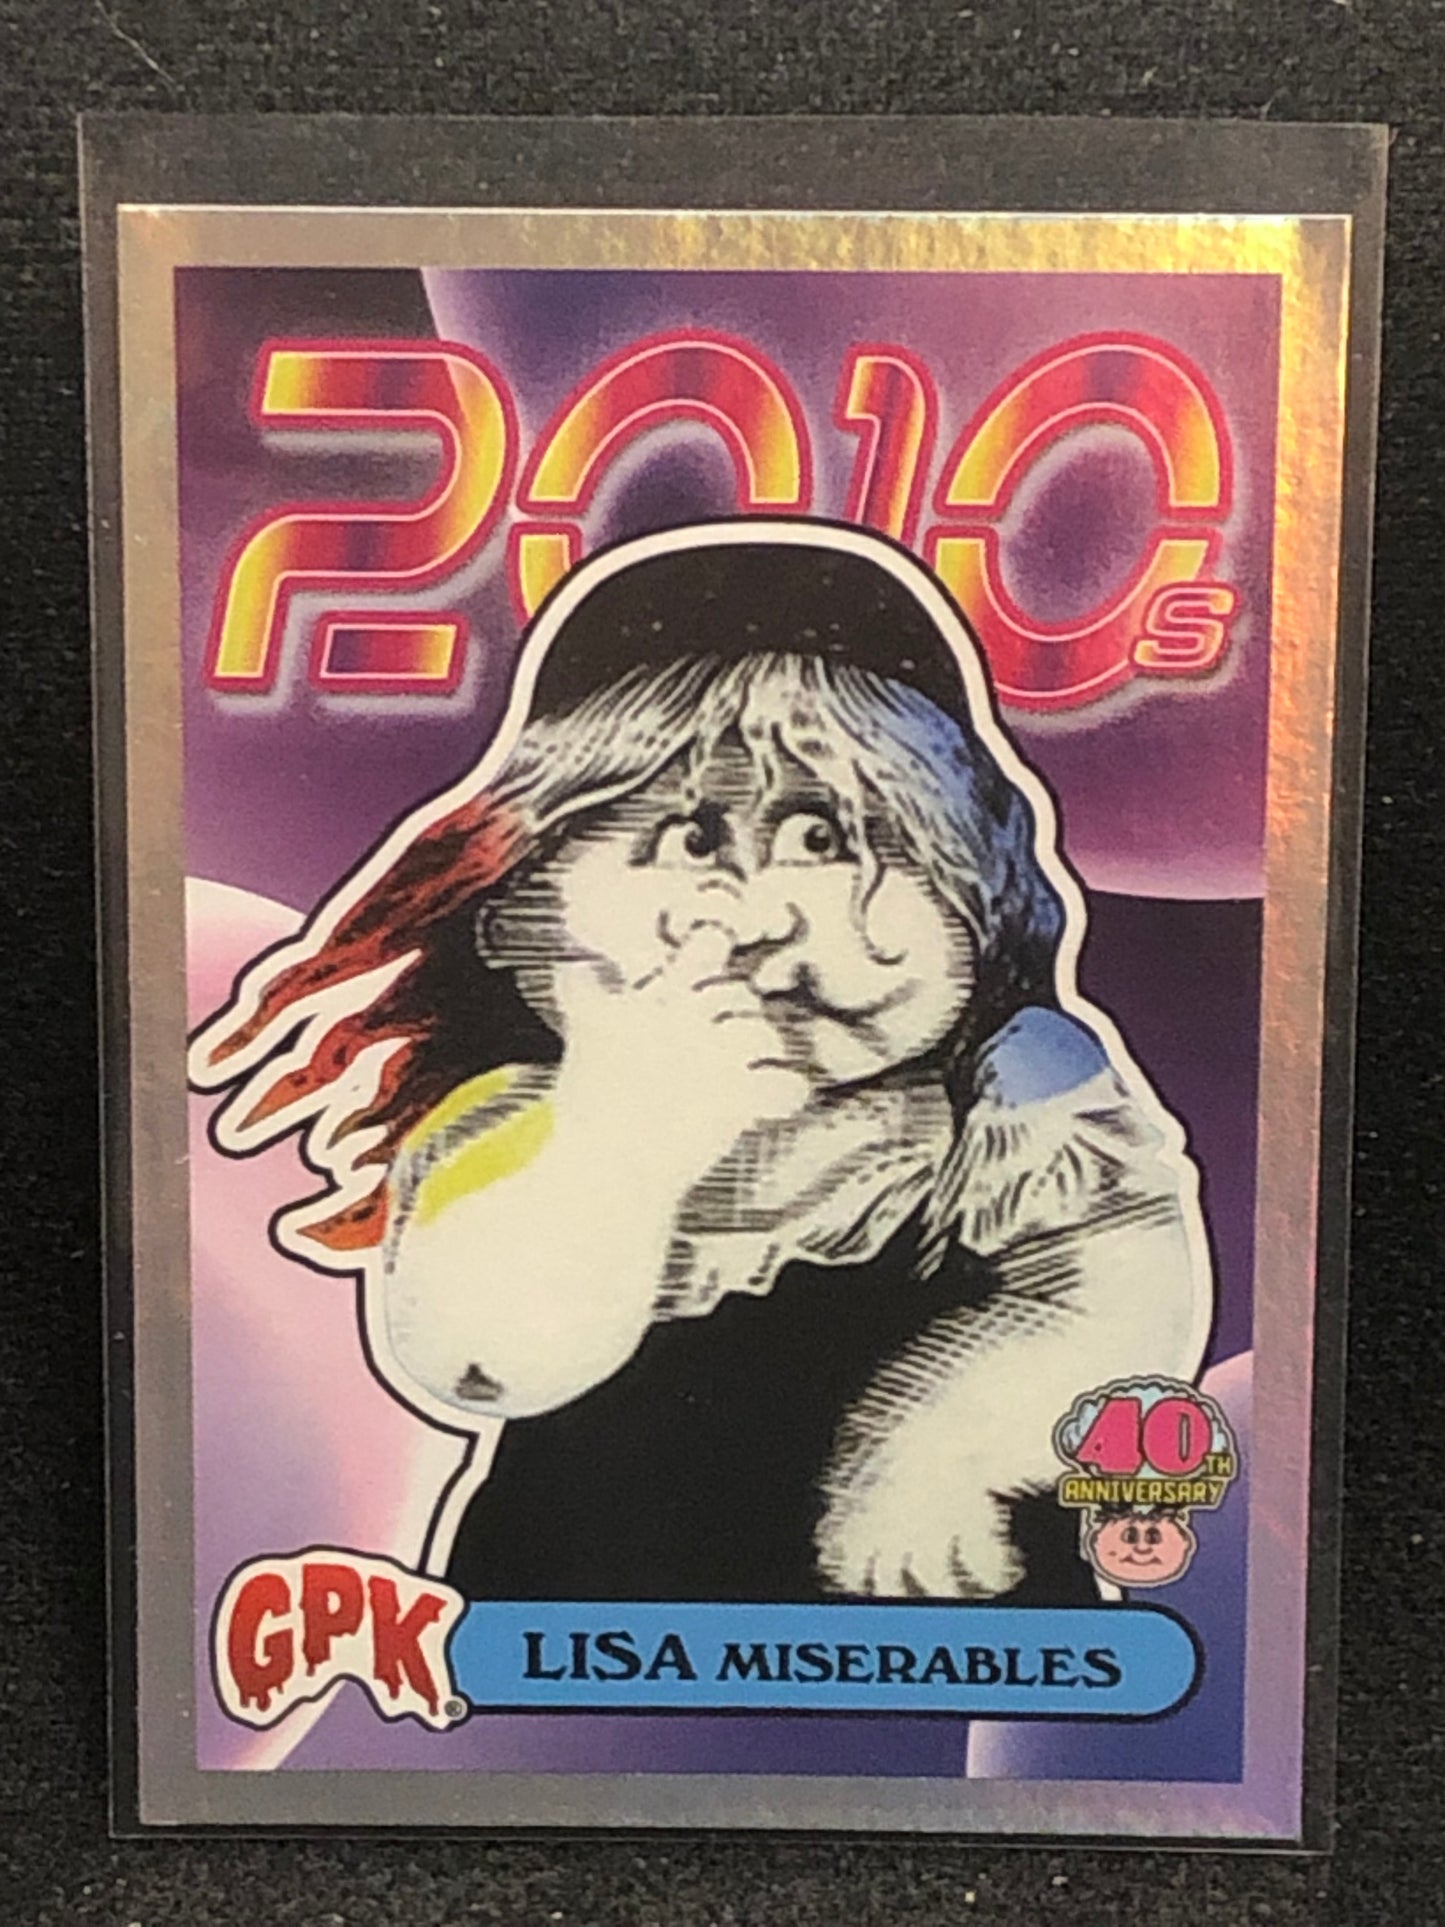 2010s
40TH
ANNIVERSARY
GPK®
LISA MISERABLES